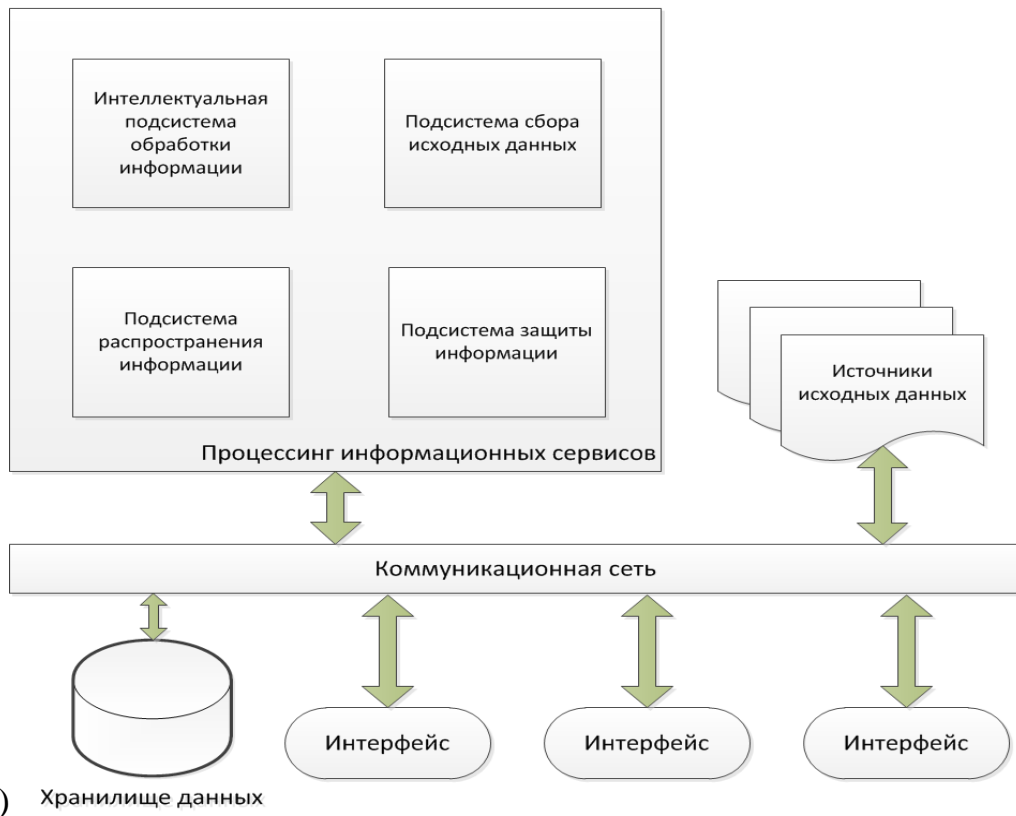 Интеллектуальная
подсистема
обработки
информации
Подсистема сбора
исходных данных
Подсистема
распространения
информации
Подсистема защиты
информации
Процессинг информационных сервисов
Источники
исходных данных
Коммуникационная сеть
Интерфейс
Интерфейс
Интерфейс
) Хранилище данных